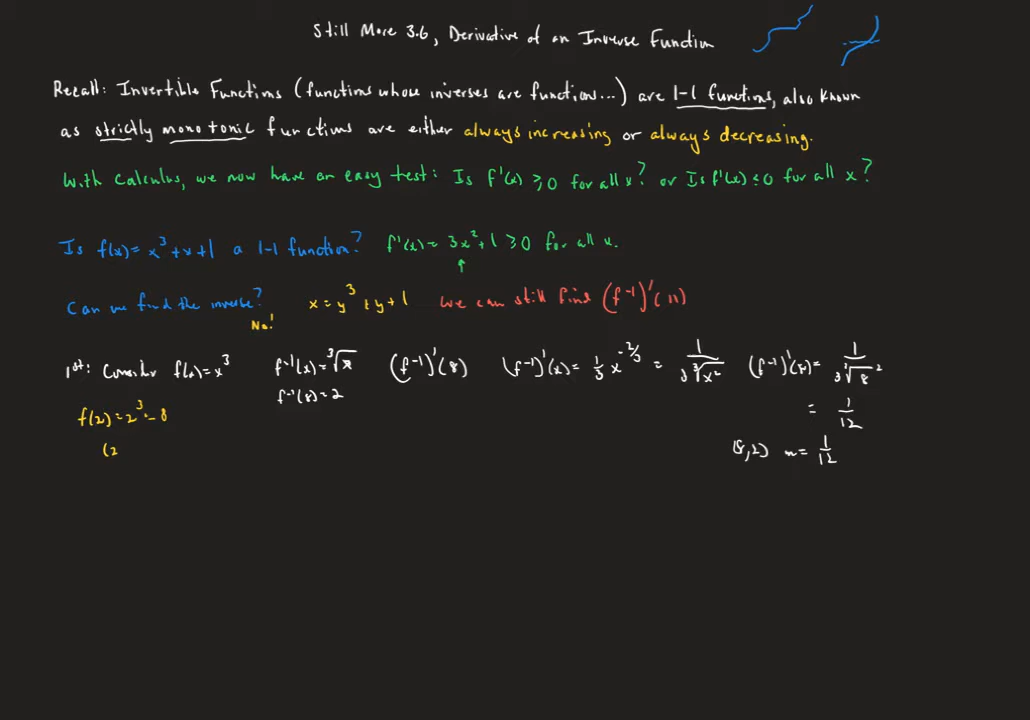 Still More 3.6, Derivative of an Inverse Function
Recall: Invertible Functions (functions whose inverses are functions...) are 1-1 functions, also known
as strictly monotonic functions are either always increasing or always decreasing.
With Calculus, we now have an easy test: Is f'(x) ≥ 0 for all x? or Is f'(x) ≤ 0 for all x?
Is f(x) = x³ + x + 1 a 1-1 function? f'(x) = 3x² + 1 ≥ 0 for all x.
Can we find the inverse? x = y³ + y + 1 We can still find (f⁻¹)'(11)
No!
1st: Consider f(x) = x³ f⁻¹(x) = ∛x (f⁻¹)'(8) (f⁻¹)'(x) = 1/3 x^(-2/3) = 1/(3∛x²) (f⁻¹)'(8) = 1/(3∛8²)
f⁻¹(8) = 2
f(2) = 2³ = 8 = 1/12
(2 (8,2) m = 1/12